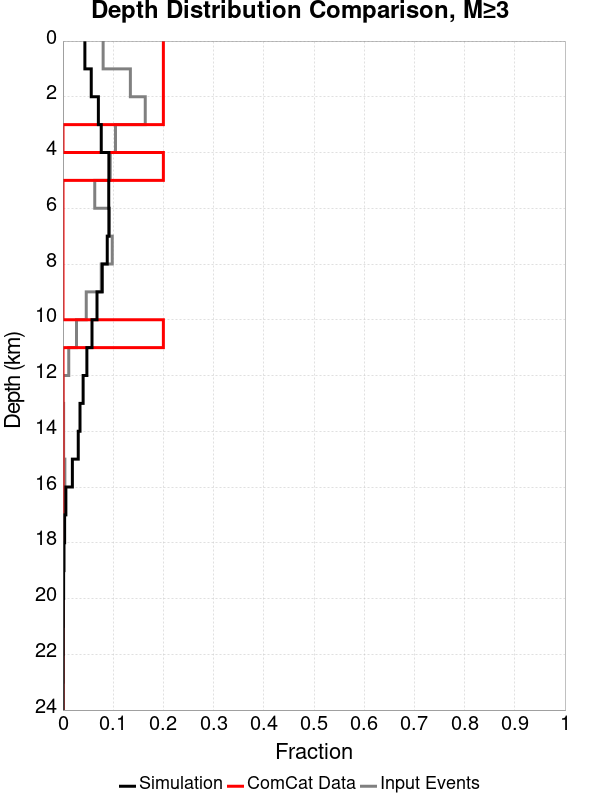 Depth Distribution Comparison, M≥3
0
2
4
6
8
10
12
14
16
18
20
22
24
Depth (km)
0 0.1 0.2 0.3 0.4 0.5 0.6 0.7 0.8 0.9 1
Fraction
Simulation ComCat Data Input Events